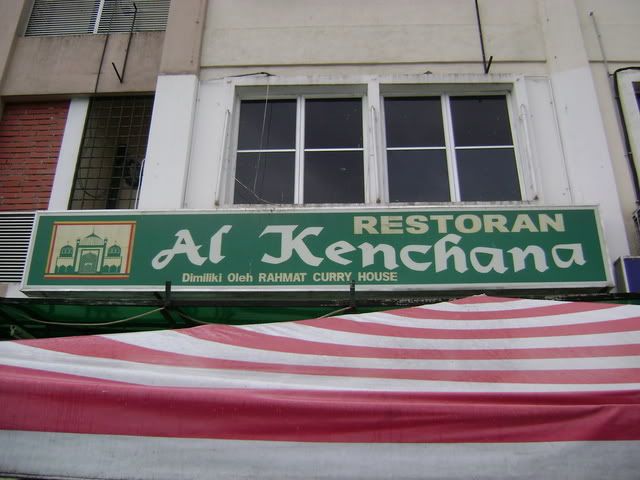 RESTORAN
Al Kenchana
Dimiliki Oleh RAHMAT CURRY HOUSE